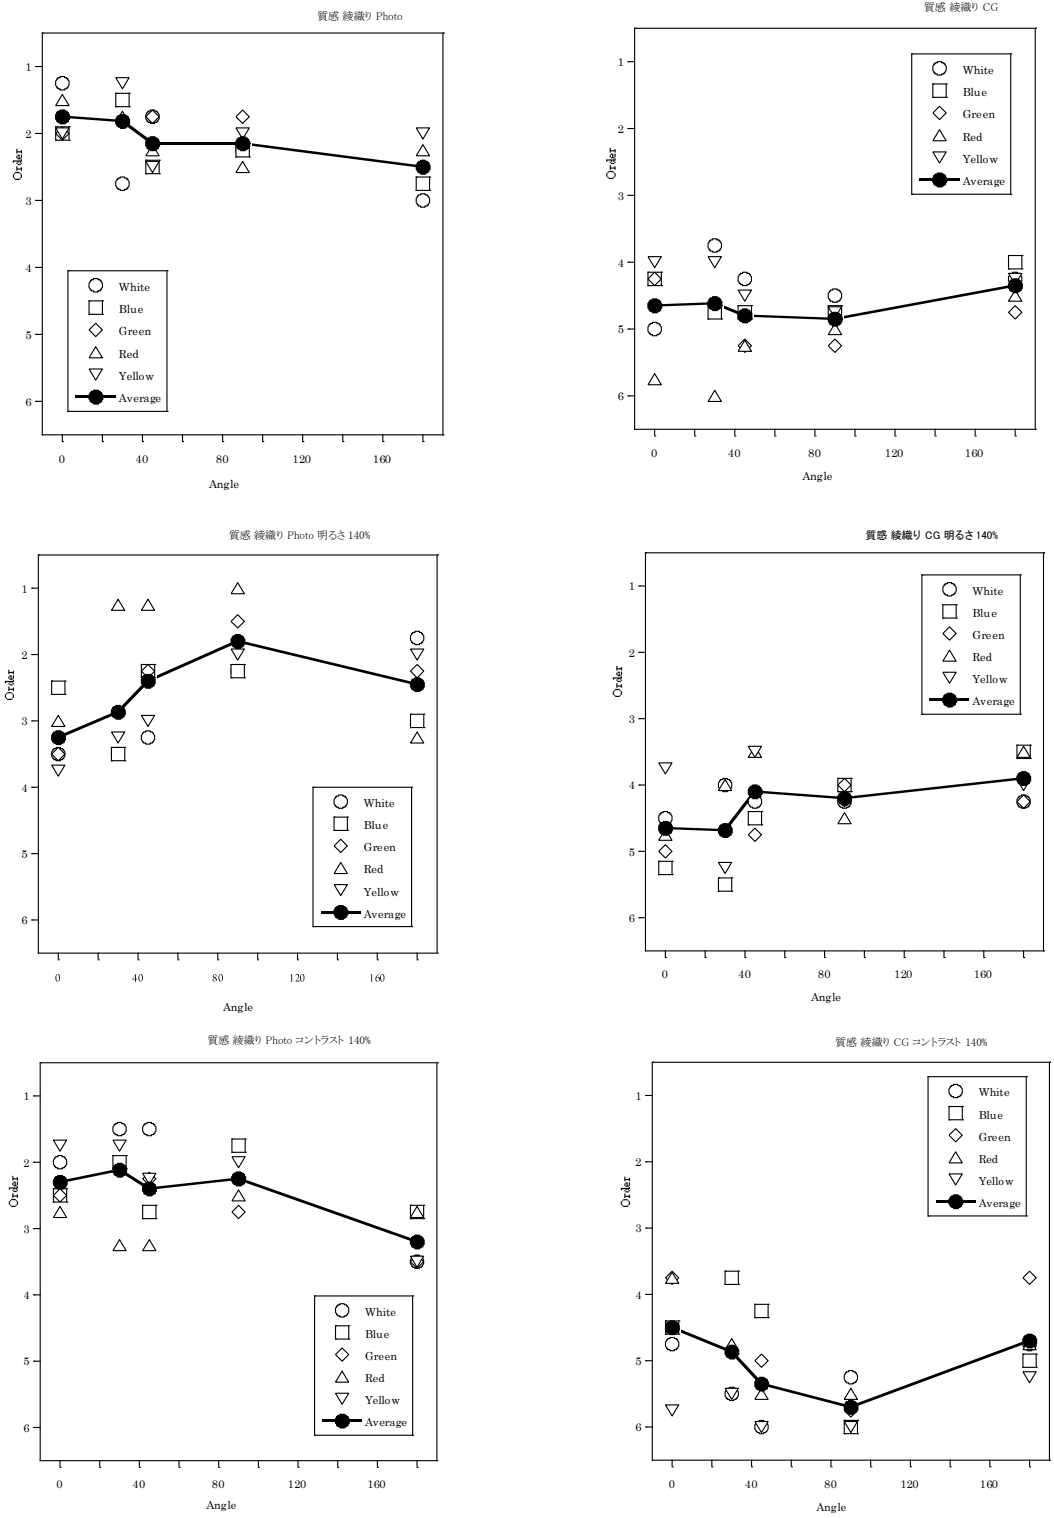 質感 綾織り Photo
1
2
3
4
5
6
Order
White
Blue
Green
Red
Yellow
Average
0 40 80 120 160
Angle
質感 綾織り CG
1
2
3
4
5
6
Order
White
Blue
Green
Red
Yellow
Average
0 40 80 120 160
Angle
質感 綾織り Photo 明るさ 140%
1
2
3
4
5
6
Order
White
Blue
Green
Red
Yellow
Average
0 40 80 120 160
Angle
質感 綾織り CG 明るさ 140%
1
2
3
4
5
6
Order
White
Blue
Green
Red
Yellow
Average
0 40 80 120 160
Angle
質感 綾織り Photo コントラスト 140%
1
2
3
4
5
6
Order
White
Blue
Green
Red
Yellow
Average
0 40 80 120 160
Angle
質感 綾織り CG コントラスト 140%
1
2
3
4
5
6
Order
White
Blue
Green
Red
Yellow
Average
0 40 80 120 160
Angle